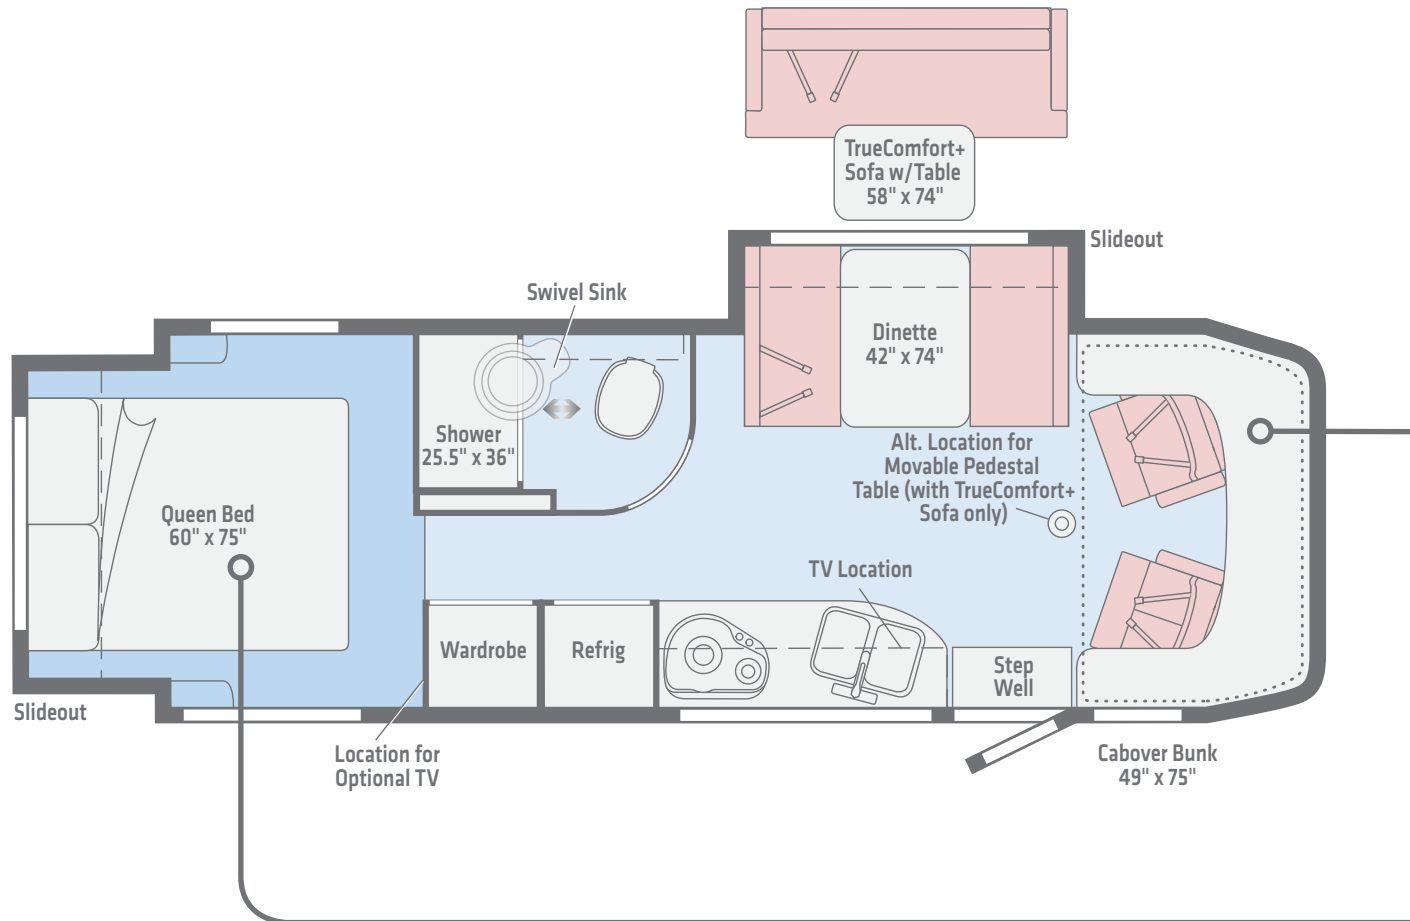 TrueComfort+
Sofa w/Table
58" x 74"
Slideout
Swivel Sink
Dinette
42" x 74"
Shower
25.5" x 36"
Alt. Location for
Movable Pedestal
Table (with TrueComfort+
Sofa only)
Queen Bed
60" x 75"
TV Location
Wardrobe
Refrig
Step
Well
Slideout
Location for
Optional TV
Cabover Bunk
49" x 75"